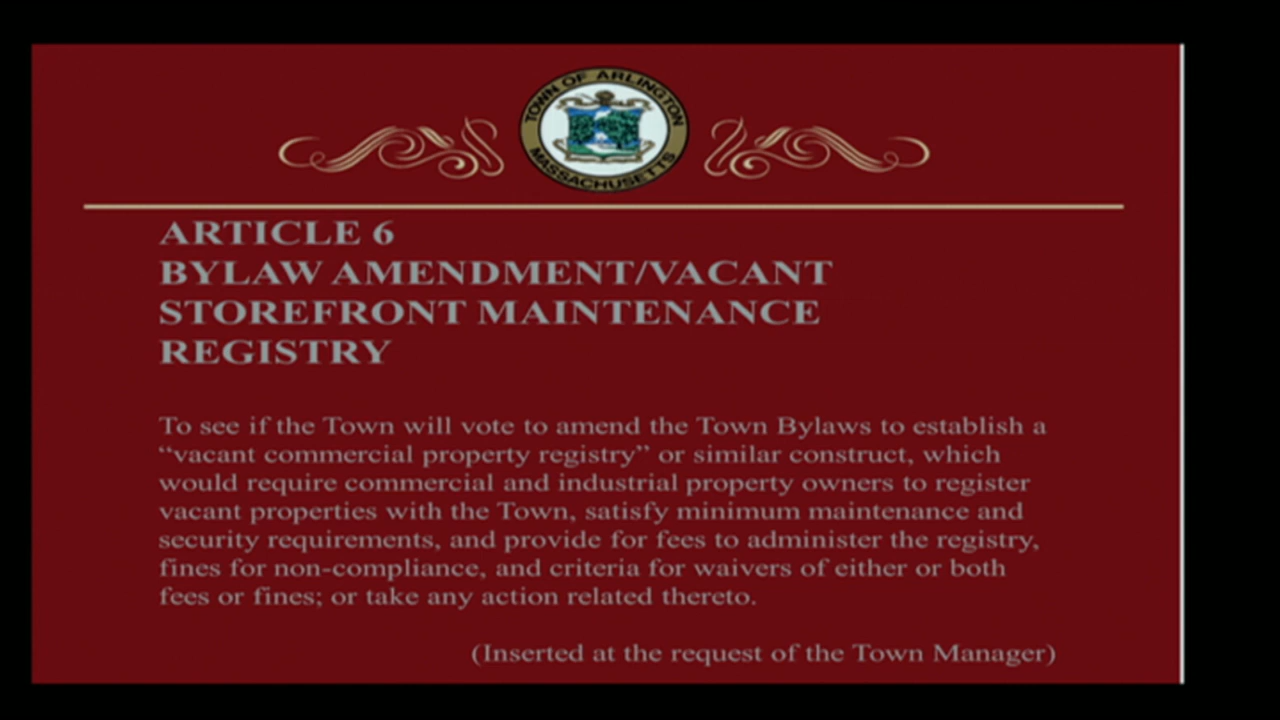 TOWN OF ARLINGTON
MASSACHUSETTS
ARTICLE 6
BYLAW AMENDMENT/VACANT
STOREFRONT MAINTENANCE
REGISTRY
To see if the Town will vote to amend the Town Bylaws to establish a
“vacant commercial property registry” or similar construct, which
would require commercial and industrial property owners to register
vacant properties with the Town, satisfy minimum maintenance and
security requirements, and provide for fees to administer the registry,
fines for non-compliance, and criteria for waivers of either or both
fees or fines; or take any action related thereto.
(Inserted at the request of the Town Manager)